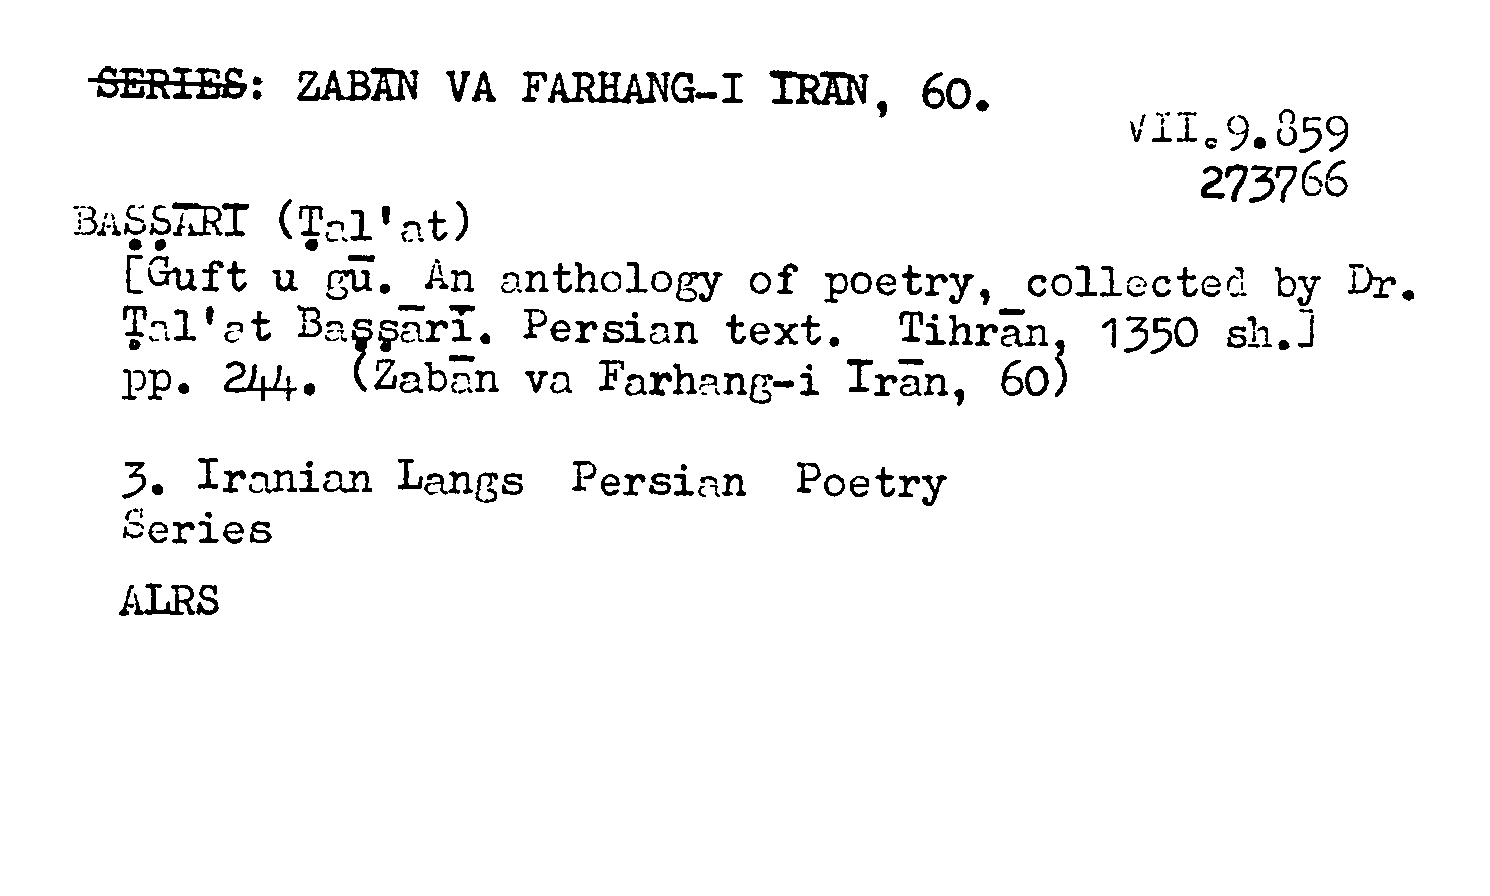 SERIES: ZABĀN VA FARHANG-I ĪRĀN, 60.
VII.9.859
273766
BAṢṢĀRĪ (Ṭal'at)
[Guft u gū. An anthology of poetry, collected by Dr.
Ṭal'at Baṣṣārī. Persian text. Tihrān, 1350 sh.]
pp. 244. (Zabān va Farhang-i Īrān, 60)
3. Iranian Langs Persian Poetry
Series
ALRS